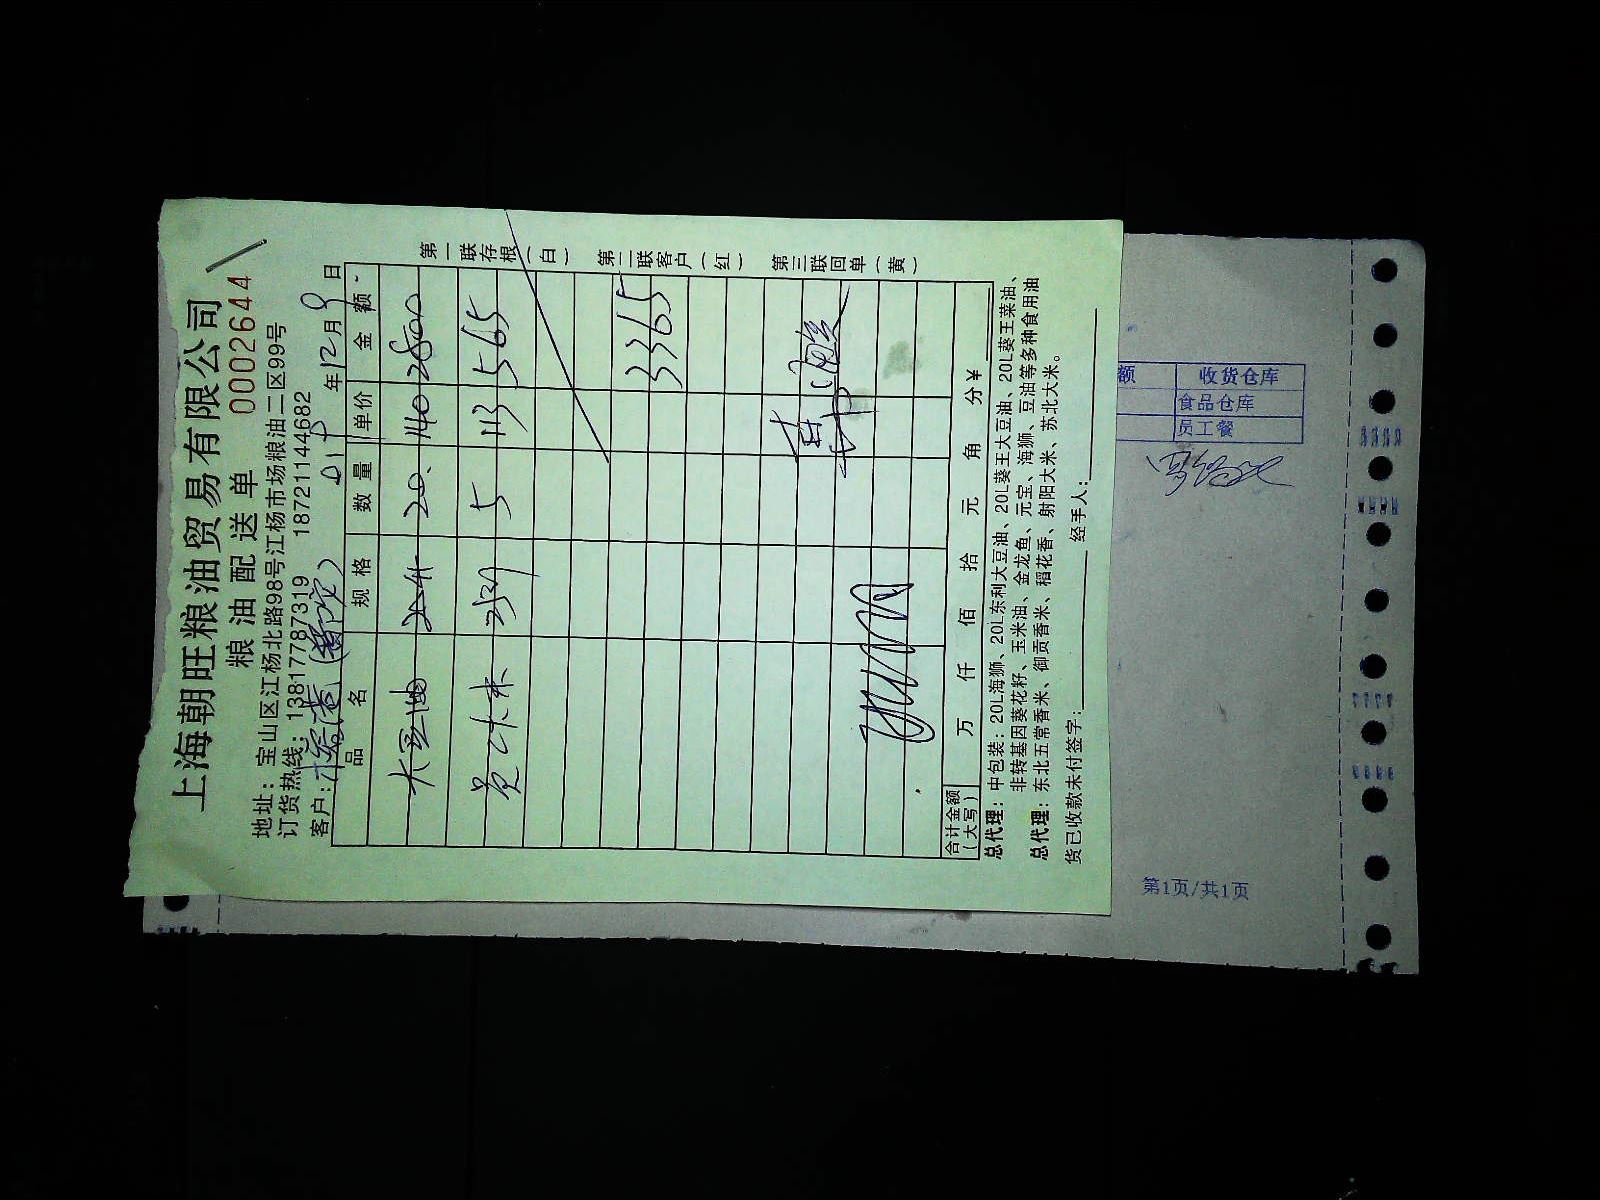 上海朝旺粮油贸易有限公司
粮油配送单 0002644
地址：宝山区江杨北路98号江杨市场粮油二区99号
订货热线：13817787319 18721144682
客户： 年12月9日
品名 规格 数量 单价 金额
大豆油 20升 20 140 2800
大米 5 113 565
3365
合计金额（大写） 万 仟 佰 拾 元 角 分￥
第一联存根（白） 第二联客户（红） 第三联回单（黄）
总代理：中包装：20L海狮、20L东利大豆油、20L葵王大豆油、20L葵王菜油、
非转基因葵花籽、玉米油、金龙鱼、元宝、海狮、豆油等多种食用油
总代理：东北五常香米、御贡香米、稻花香、射阳大米、苏北大米。
货已收款未付签字： 经手人：
额 收货仓库
食品仓库
员工餐
第1页/共1页